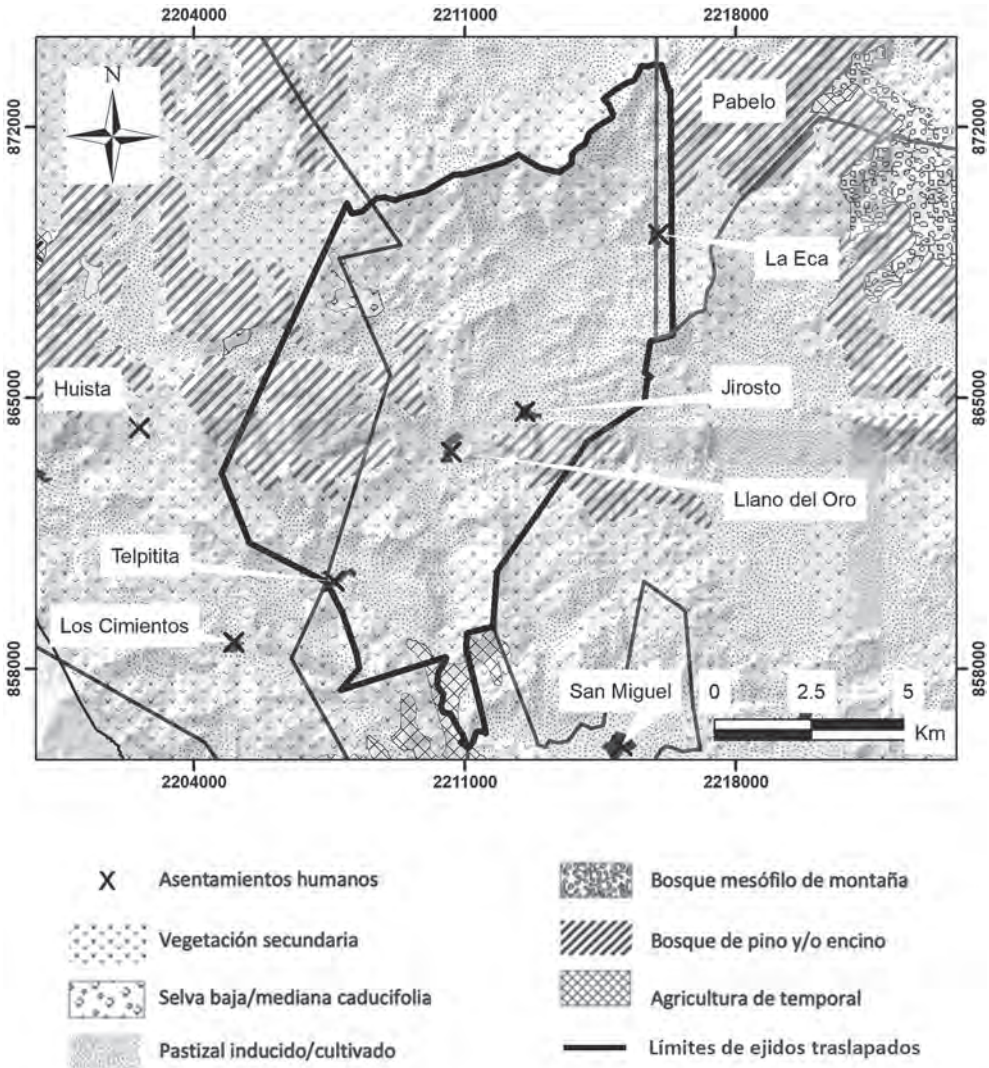 2204000 2211000 2218000
N
Pabelo
872000 872000
La Eca
Huista
865000 865000
Jirosto
Llano del Oro
Telpitita
Los Cimientos
858000 858000
San Miguel
0 2.5 5
Km
2204000 2211000 2218000
Asentamientos humanos
Vegetación secundaria
Selva baja/mediana caducifolia
Pastizal inducido/cultivado
Bosque mesófilo de montaña
Bosque de pino y/o encino
Agricultura de temporal
Límites de ejidos traslapados